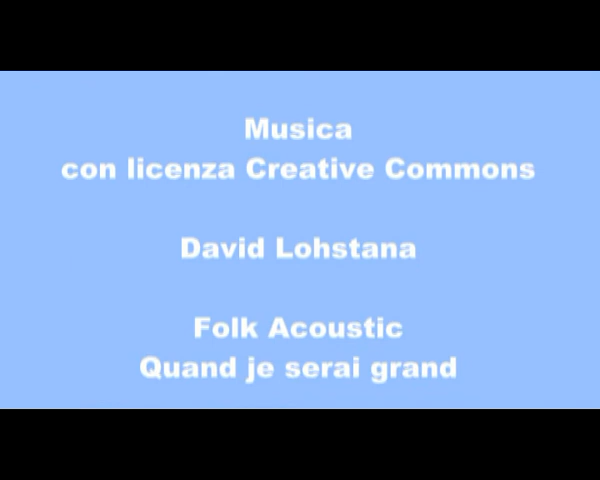 Musica
con licenza Creative Commons
David Lohstana
Folk Acoustic
Quand je serai grand